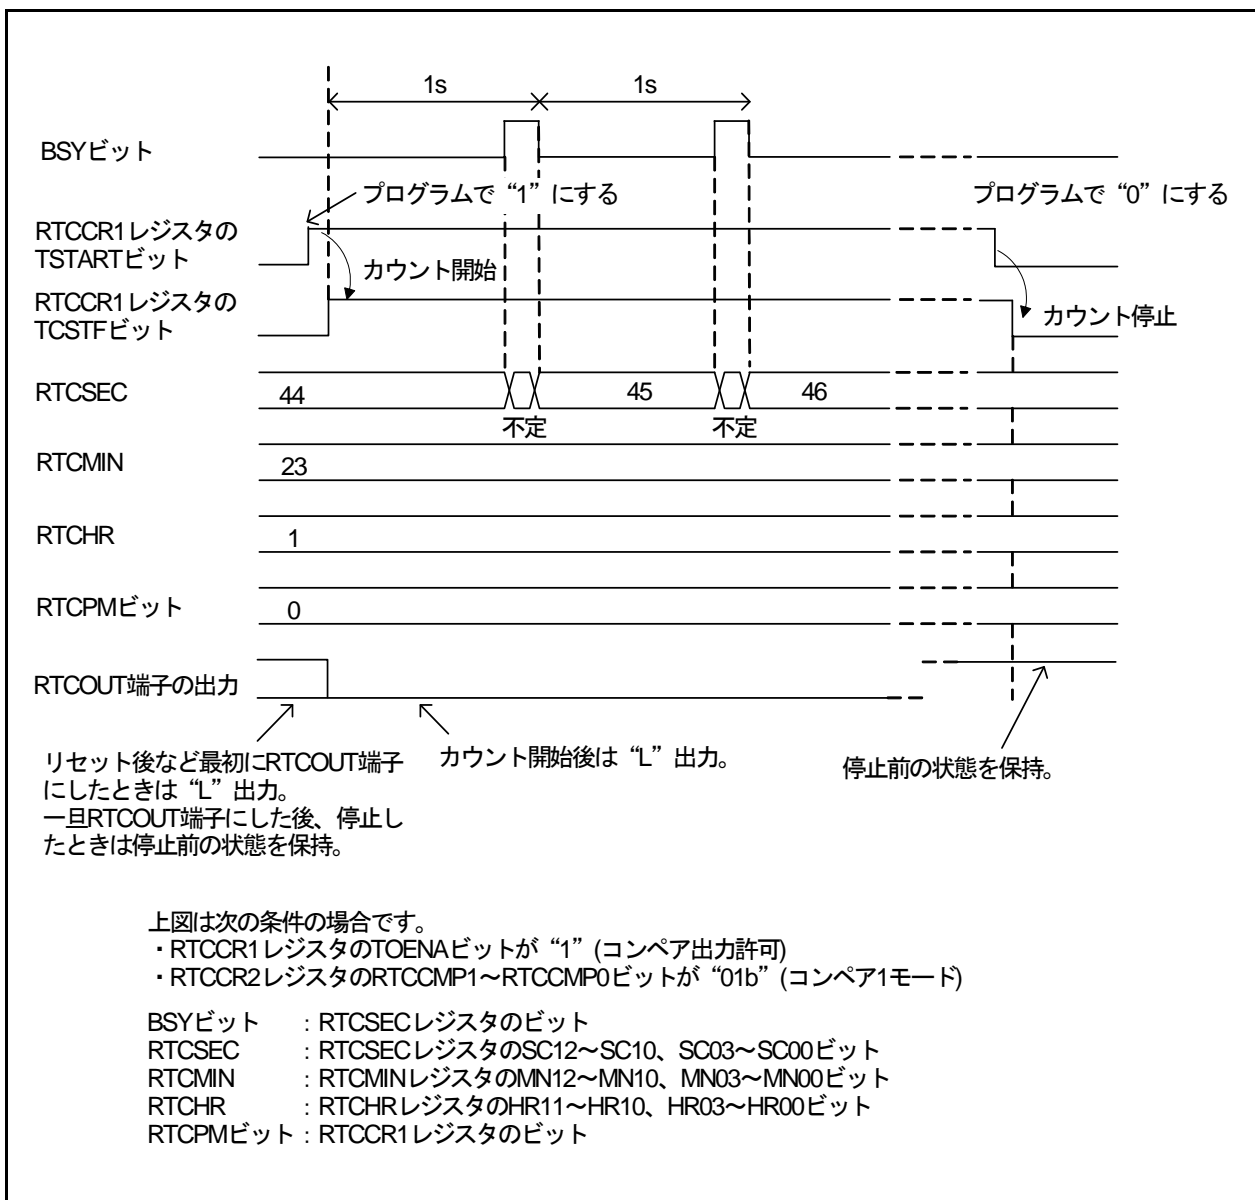 1s 1s
BSYビット
プログラムで“1”にする プログラムで“0”にする
RTCCR1レジスタの
TSTARTビット
カウント開始
RTCCR1レジスタの
TCSTFビット
カウント停止
RTCSEC 44 45 46
不定 不定
RTCMIN 23
RTCHR 1
RTCPMビット 0
RTCOUT端子の出力
リセット後など最初にRTCOUT端子
にしたときは“L”出力。
一旦RTCOUT端子にした後、停止し
たときは停止前の状態を保持。
カウント開始後は“L”出力。
停止前の状態を保持。
上図は次の条件の場合です。
・RTCCR1レジスタのTOENAビットが“1”(コンペア出力許可)
・RTCCR2レジスタのRTCCMP1～RTCCMP0ビットが“01b”(コンペア1モード)
BSYビット : RTCSECレジスタのビット
RTCSEC : RTCSECレジスタのSC12～SC10、SC03～SC00ビット
RTCMIN : RTCMINレジスタのMN12～MN10、MN03～MN00ビット
RTCHR : RTCHRレジスタのHR11～HR10、HR03～HR00ビット
RTCPMビット : RTCCR1レジスタのビット